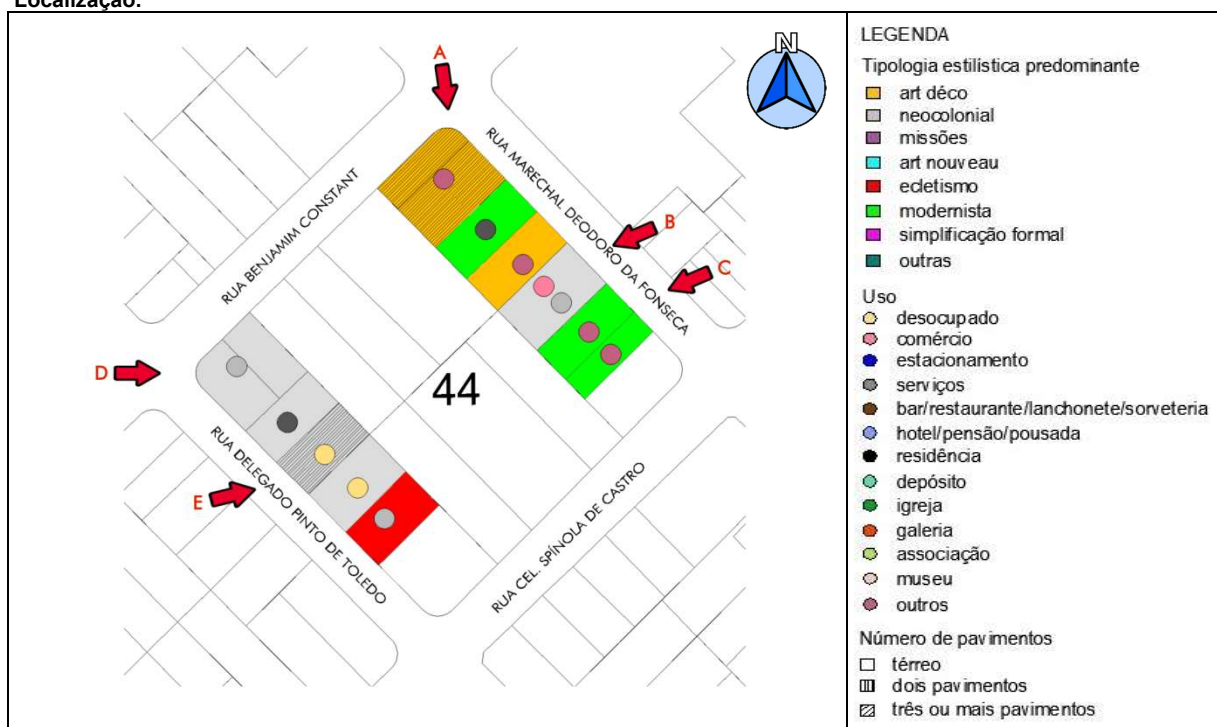 Localização:
A
N
RUA MARECHAL DEODORO DA FONSECA
RUA BENJAMIM CONSTANT
B
C
D
44
E
RUA DELEGADO PINTO DE TOLEDO
RUA CEL. SPÍNOLA DE CASTRO
LEGENDA
Tipologia estilística predominante
art déco
neocolonial
missões
art nouveau
ecletismo
modernista
simplificação formal
outras
Uso
desocupado
comércio
estacionamento
serviços
bar/restaurante/lanchonete/sorveteria
hotel/pensão/pousada
residência
depósito
igreja
galeria
associação
museu
outros
Número de pavimentos
térreo
dois pavimentos
três ou mais pavimentos